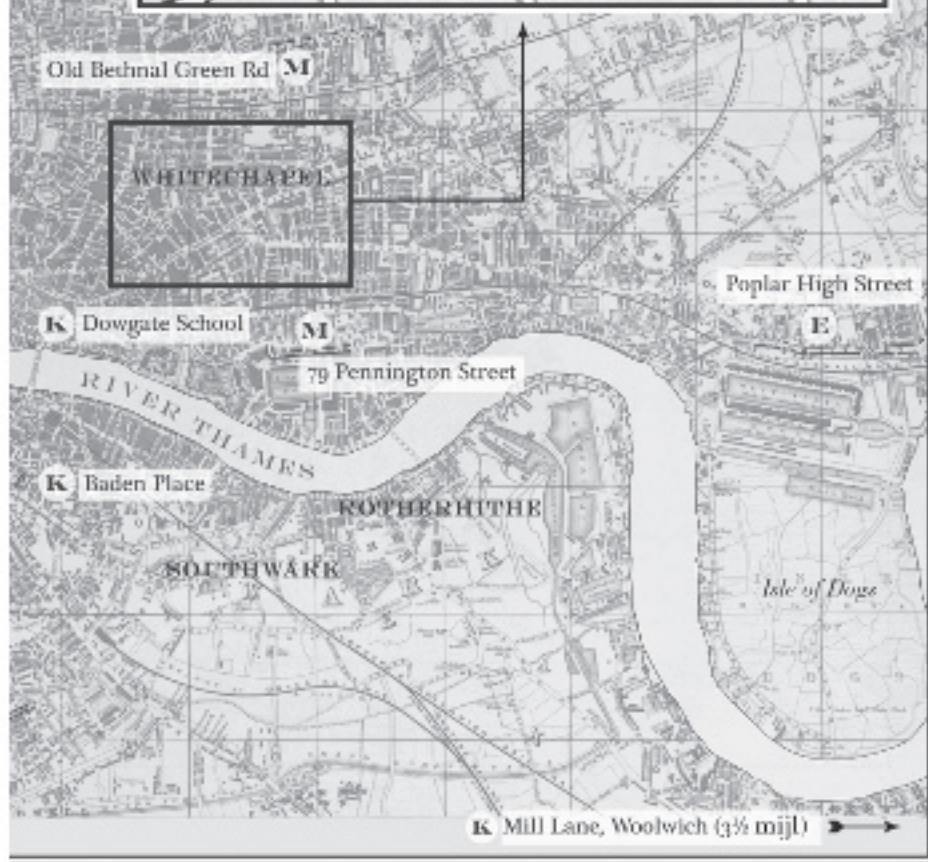 Old Bethnal Green Rd M
WHITECHAPEL
Poplar High Street
E
K Dowgate School
M
79 Pennington Street
RIVER THAMES
K Baden Place
ROTHERHITHE
SOUTHWARK
PARK
Isle of Dogs
K Mill Lane, Woolwich (3½ mijl)